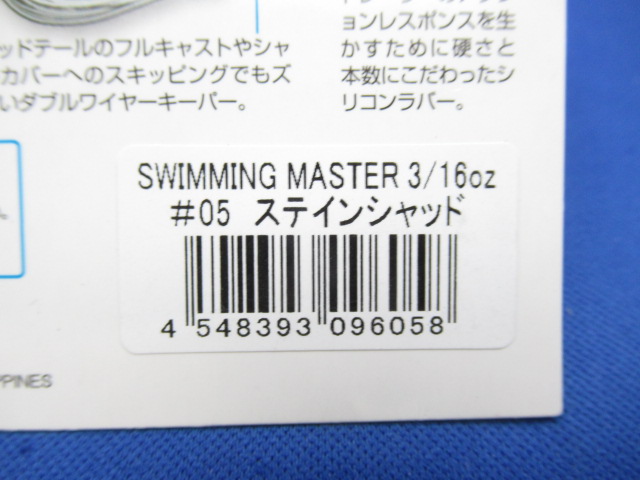 ッドテールのフルキャストやシャ
カバーへのスキッピングでもズ
いダブルワイヤーキーパー。
ョンレスポンスを生
かすために硬さと
本数にこだわったシ
リコンラバー。
SWIMMING MASTER 3/16oz
#05 ステインシャッド
4 548393 096058
PPINES